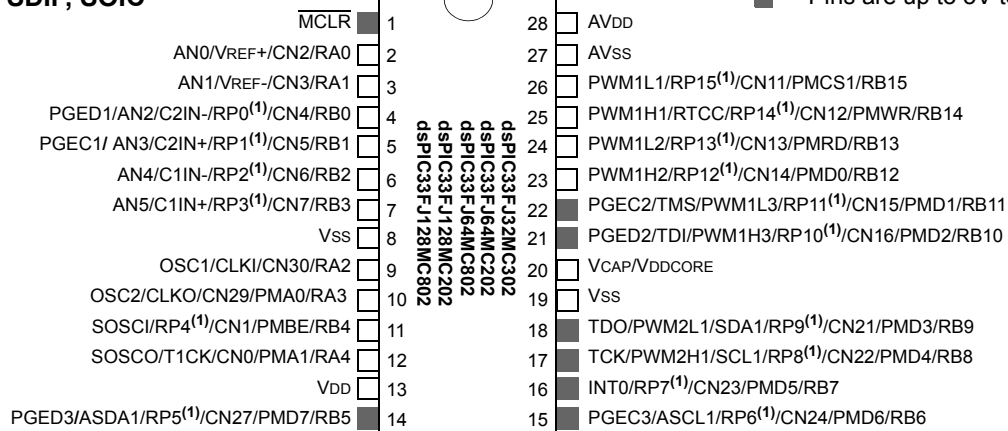 MCLR 1
AN0/VREF+/CN2/RA0 2
AN1/VREF-/CN3/RA1 3
PGED1/AN2/C2IN-/RP0(1)/CN4/RB0 4
PGEC1/ AN3/C2IN+/RP1(1)/CN5/RB1 5
AN4/C1IN-/RP2(1)/CN6/RB2 6
AN5/C1IN+/RP3(1)/CN7/RB3 7
VSS 8
OSC1/CLKI/CN30/RA2 9
OSC2/CLKO/CN29/PMA0/RA3 10
SOSCI/RP4(1)/CN1/PMBE/RB4 11
SOSCO/T1CK/CN0/PMA1/RA4 12
VDD 13
PGED3/ASDA1/RP5(1)/CN27/PMD7/RB5 14
dsPIC33FJ32MC302
dsPIC33FJ64MC202
dsPIC33FJ64MC802
dsPIC33FJ128MC202
dsPIC33FJ128MC802
28 AVDD
27 AVSS
26 PWM1L1/RP15(1)/CN11/PMCS1/RB15
25 PWM1H1/RTCC/RP14(1)/CN12/PMWR/RB14
24 PWM1L2/RP13(1)/CN13/PMRD/RB13
23 PWM1H2/RP12(1)/CN14/PMD0/RB12
22 PGEC2/TMS/PWM1L3/RP11(1)/CN15/PMD1/RB11
21 PGED2/TDI/PWM1H3/RP10(1)/CN16/PMD2/RB10
20 VCAP/VDDCORE
19 VSS
18 TDO/PWM2L1/SDA1/RP9(1)/CN21/PMD3/RB9
17 TCK/PWM2H1/SCL1/RP8(1)/CN22/PMD4/RB8
16 INT0/RP7(1)/CN23/PMD5/RB7
15 PGEC3/ASCL1/RP6(1)/CN24/PMD6/RB6